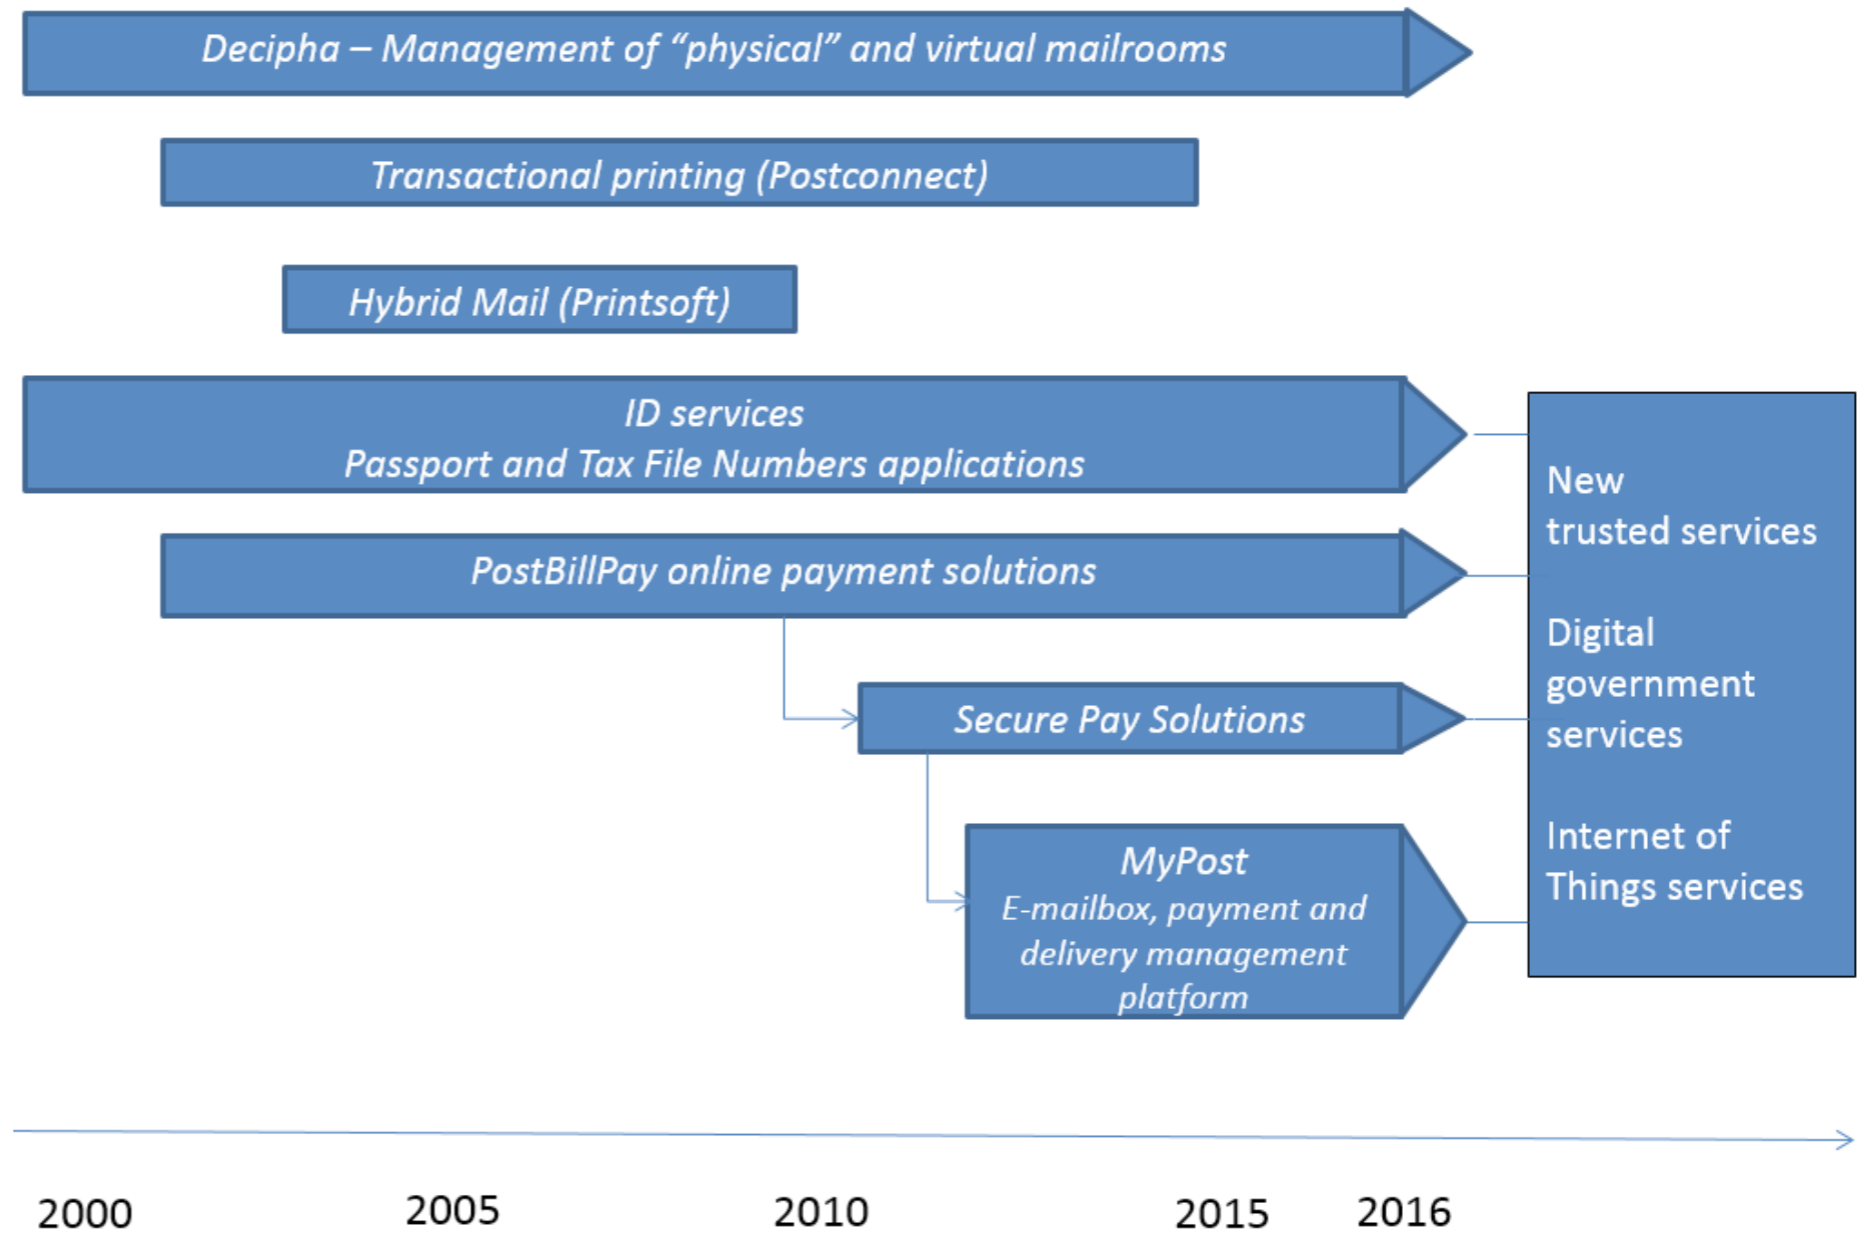 Decipha – Management of “physical” and virtual mailrooms
Transactional printing (Postconnect)
Hybrid Mail (Printsoft)
ID services
Passport and Tax File Numbers applications
PostBillPay online payment solutions
Secure Pay Solutions
MyPost
E-mailbox, payment and
delivery management
platform
New
trusted services
Digital
government
services
Internet of
Things services
2000
2005
2010
2015
2016